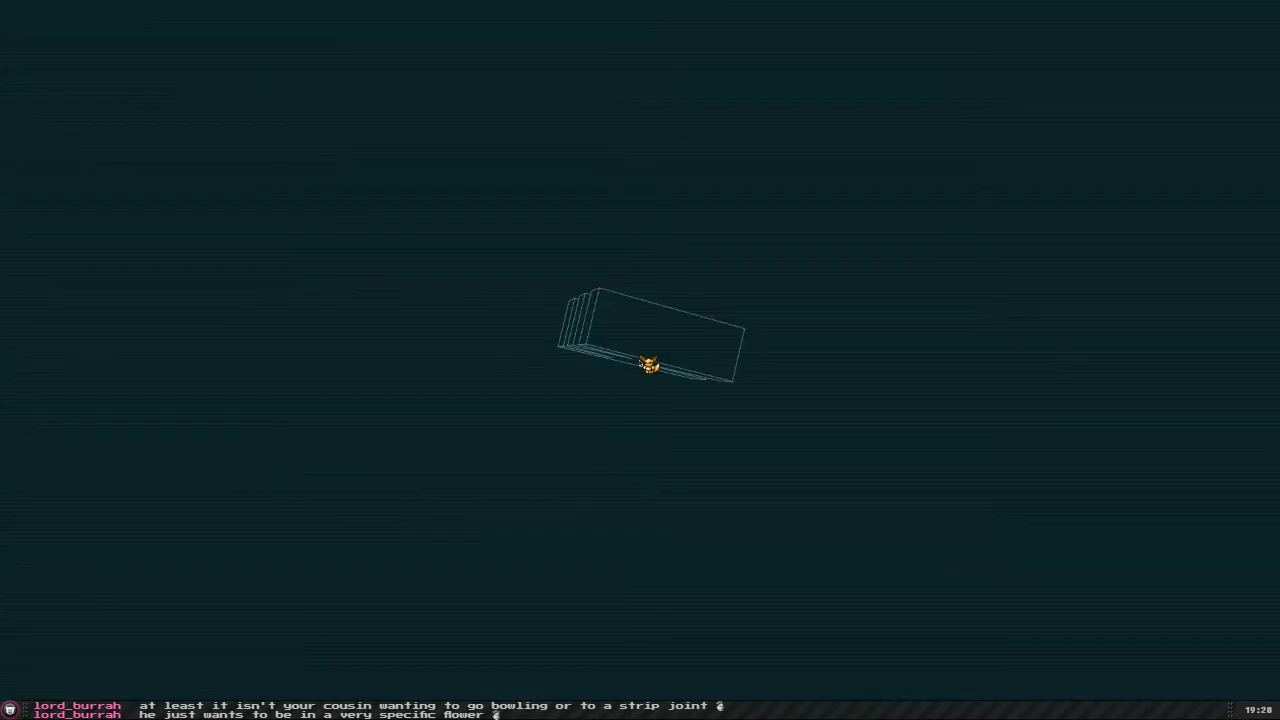 lord_burrah at least it isn't your cousin wanting to go bowling or to a strip joint
lord_burrah he just wants to be in a very specific flower
19:20